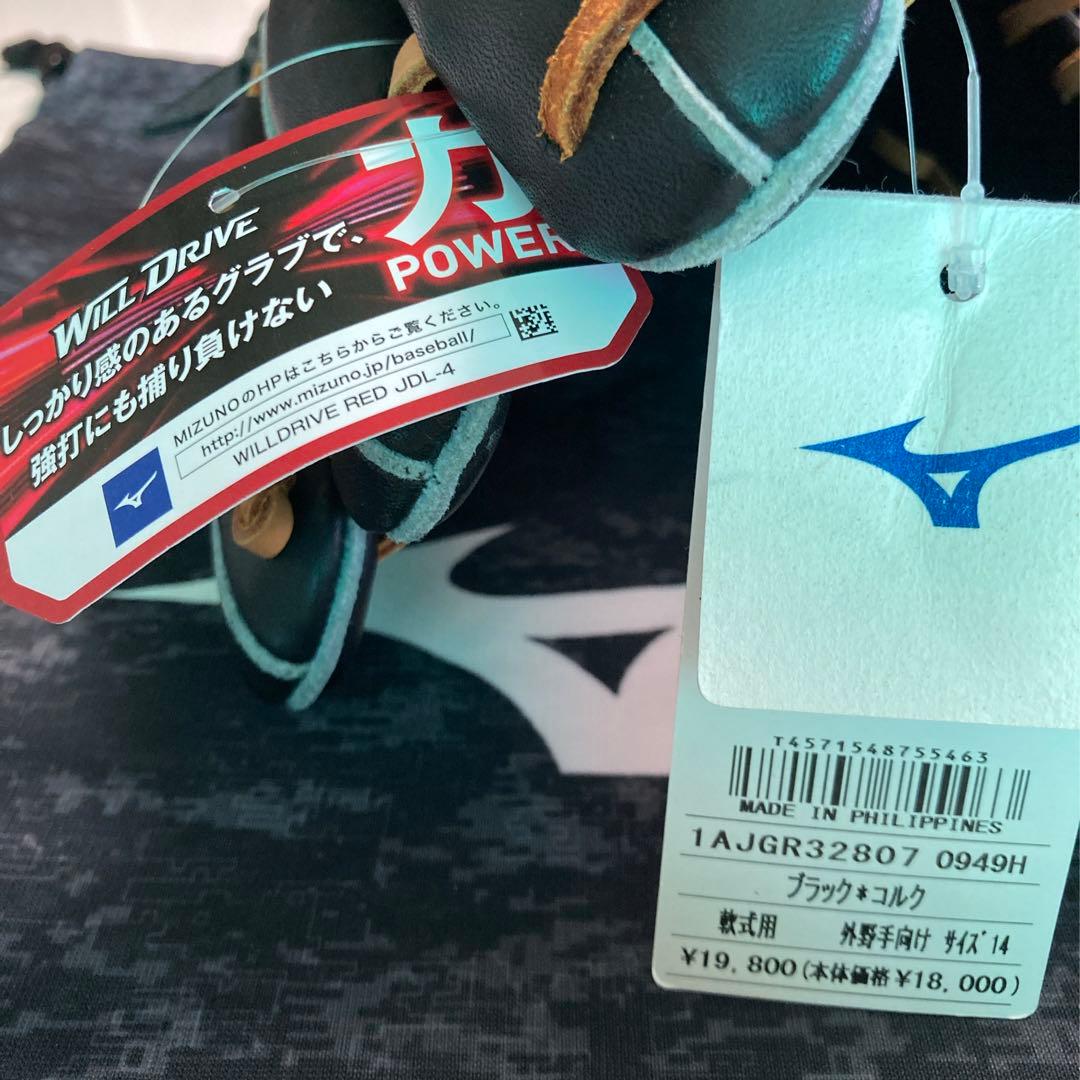 力
POWER
WILL DRIVE
しっかり感のあるグラブで、
強打にも捕り負けない
MIZUNOのHPはこちらからご覧ください。
http://www.mizuno.jp/baseball/
WILLDRIVE RED JDL-4
T4571548755463
MADE IN PHILIPPINES
1AJGR32807 0949H
ブラック*コルク
軟式用 外野手向け サイズ14
¥19,800(本体価格¥18,000)